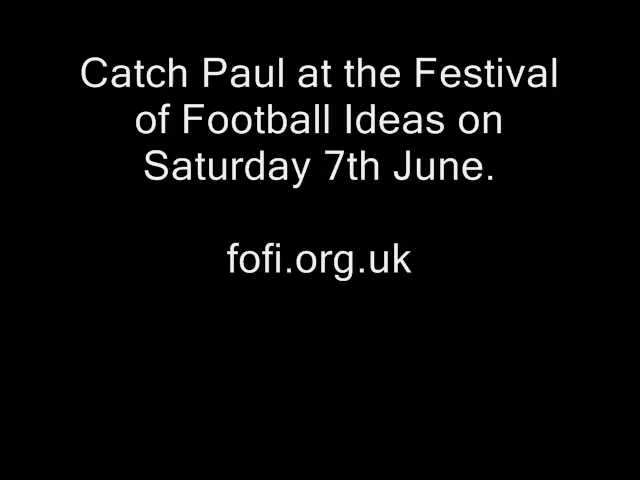 Catch Paul at the Festival
of Football Ideas on
Saturday 7th June.
fofi.org.uk